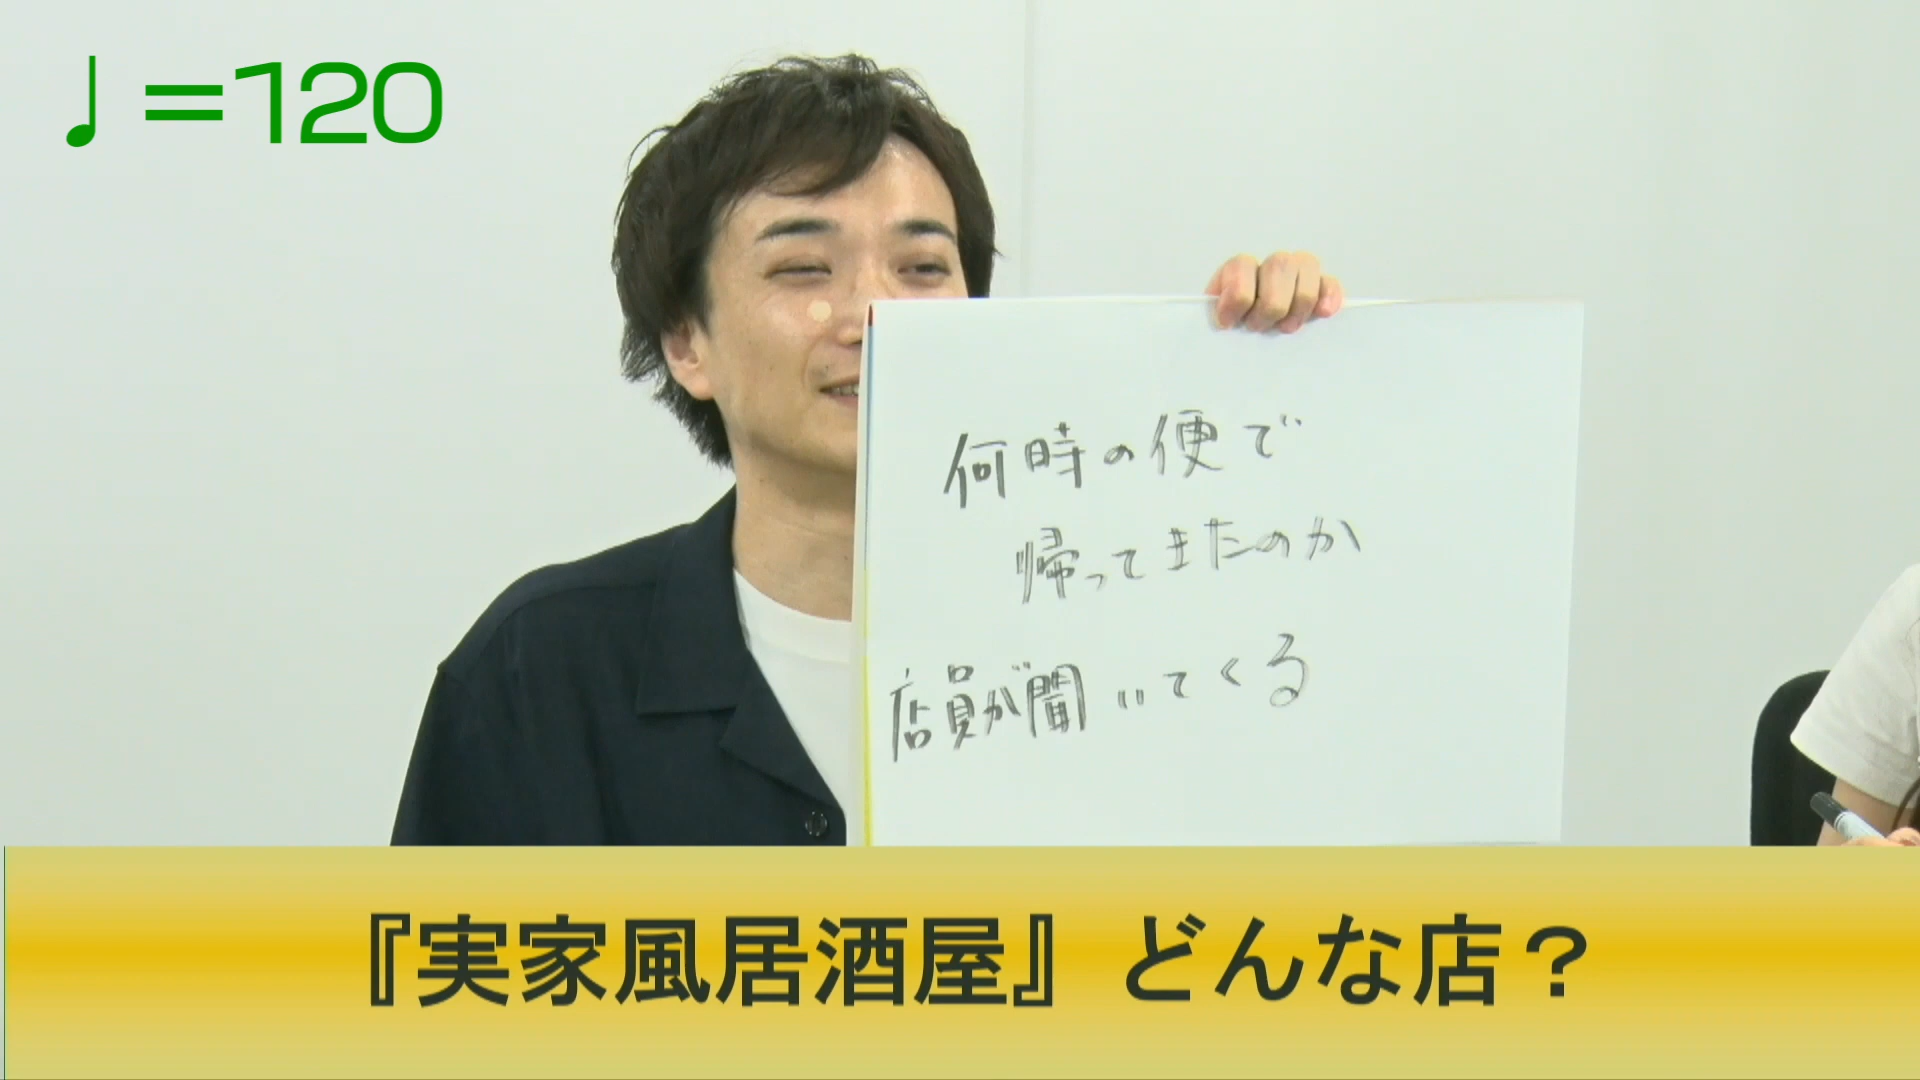 ♩=120
何時の便で
帰ってきたのか
店員が聞いてくる
『実家風居酒屋』どんな店？